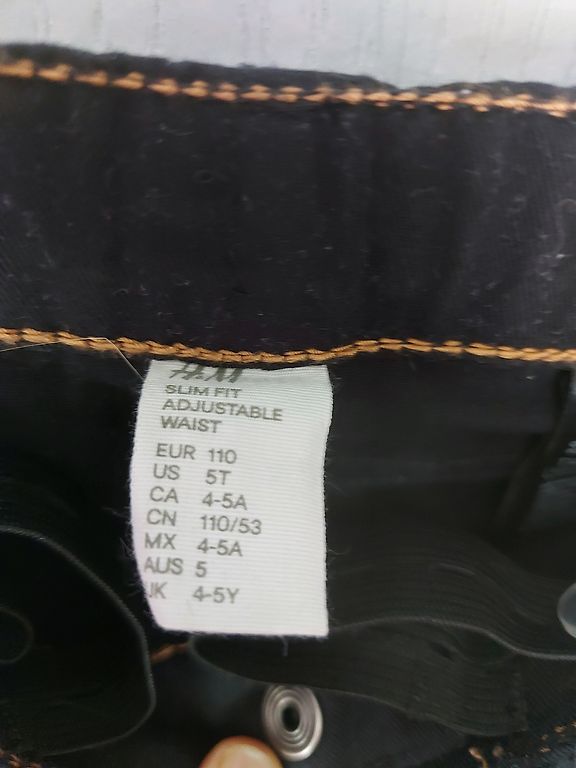 H&M
SLIM FIT
ADJUSTABLE
WAIST
EUR 110
US 5T
CA 4-5A
CN 110/53
MX 4-5A
AUS 5
UK 4-5Y